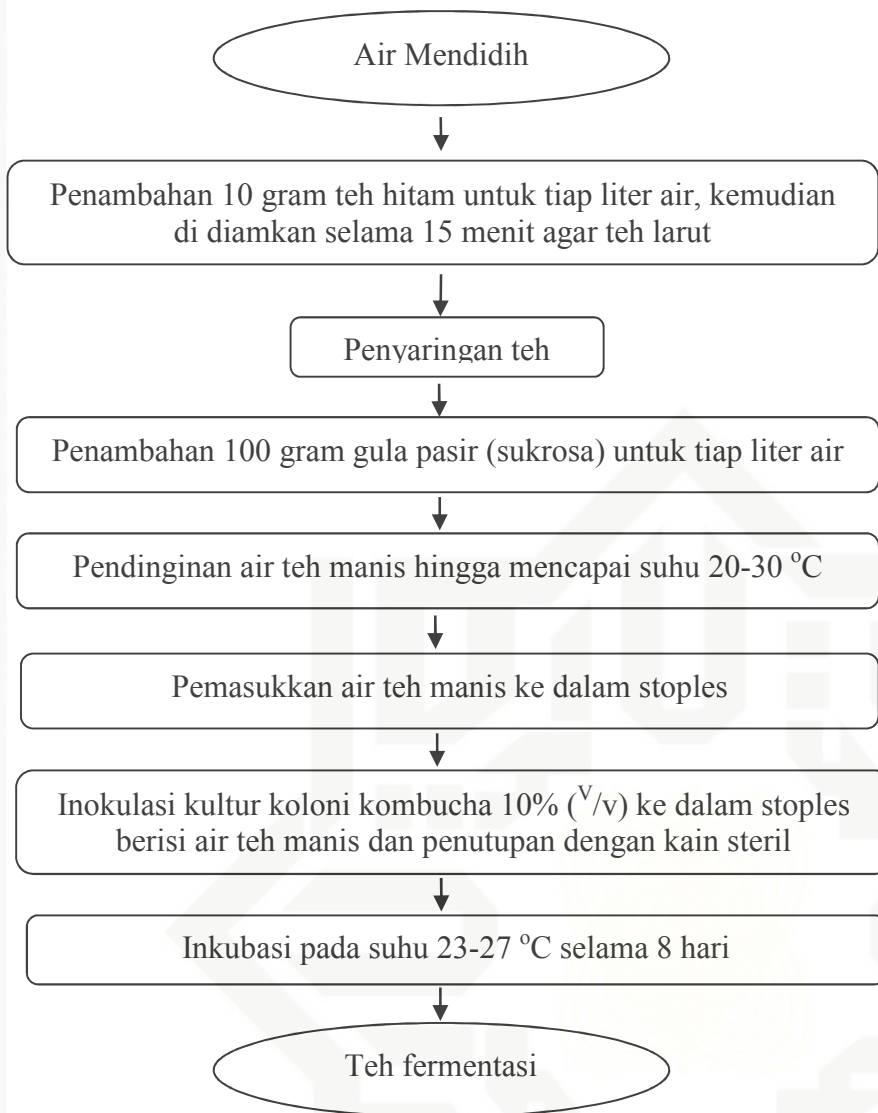 Air Mendidih
Penambahan 10 gram teh hitam untuk tiap liter air, kemudian
di diamkan selama 15 menit agar teh larut
Penyaringan teh
Penambahan 100 gram gula pasir (sukrosa) untuk tiap liter air
Pendinginan air teh manis hingga mencapai suhu 20-30 °C
Pemasukkan air teh manis ke dalam stoples
Inokulasi kultur koloni kombucha 10% (ⱽ/v) ke dalam stoples
berisi air teh manis dan penutupan dengan kain steril
Inkubasi pada suhu 23-27 °C selama 8 hari
Teh fermentasi